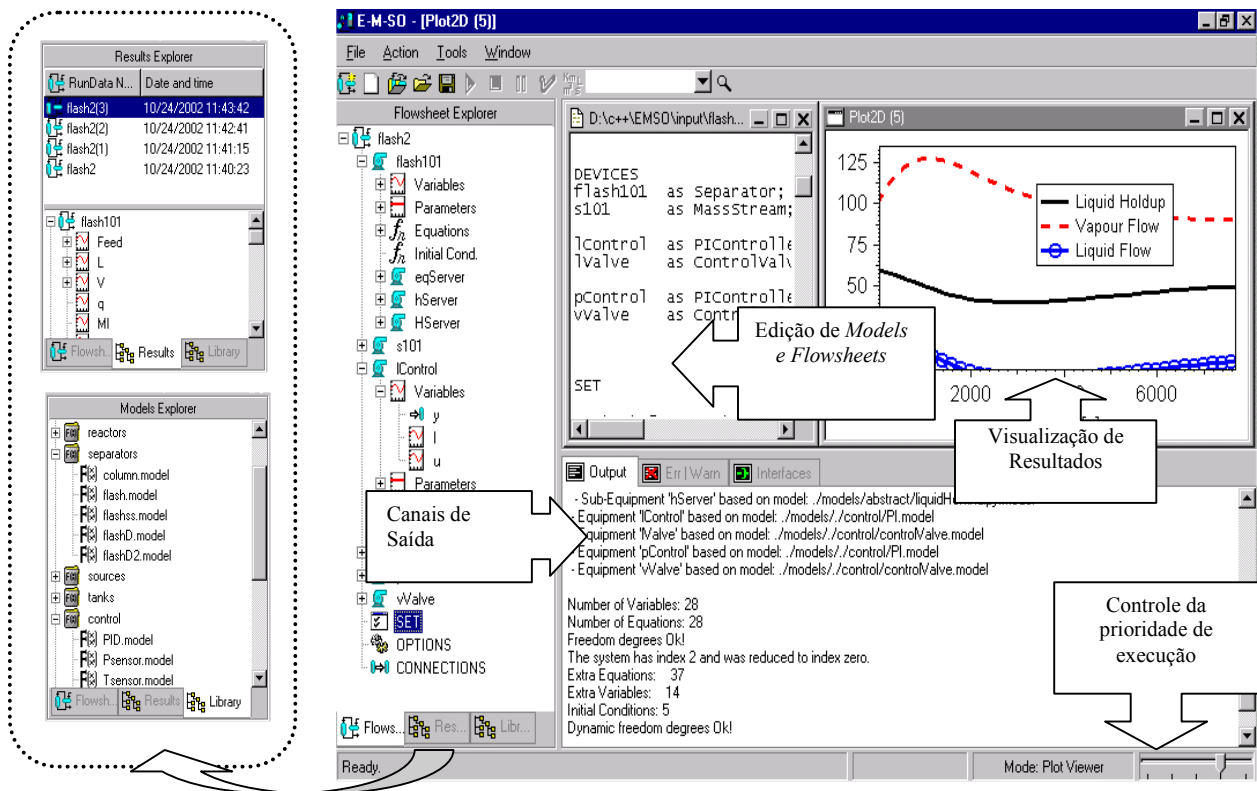 Results Explorer
RunData N... Date and time
flash2(3) 10/24/2002 11:43:42
flash2(2) 10/24/2002 11:42:41
flash2(1) 10/24/2002 11:41:15
flash2 10/24/2002 11:40:23
flash101
Feed
L
V
q
MI
Flowsh... Results Library
Models Explorer
reactors
separators
column.model
flash.model
flashss.model
flashD.model
flashD2.model
sources
tanks
control
PID.model
Psensor.model
Tsensor.model
Flowsh... Results Library
E-M-SO - [Plot2D (5)]
File Action Tools Window
Flowsheet Explorer
flash2
flash101
Variables
Parameters
Equations
Initial Cond.
eqServer
hServer
HServer
s101
lControl
Variables
y
l
u
Parameters
vValve
SET
OPTIONS
CONNECTIONS
Flows... Res... Libr...
D:\c++\EMSO\input\flash...
DEVICES
flash101 as Separator;
s101 as MassStream;
lControl as PIControlle
lValve as ControlVal
pControl as PIControlle
vValve as Contr
SET
Edição de Models
e Flowsheets
Plot2D (5)
125
100
75
50
Liquid Holdup
Vapour Flow
Liquid Flow
2000 6000
Visualização de
Resultados
Canais de
Saída
Output Err | Warn Interfaces
- Sub-Equipment 'hServer' based on model: ./models/abstract/liquidH
- Equipment 'lControl' based on model: ./models/./control/PI.model
- Equipment 'lValve' based on model: ./models/./control/controlValve.model
- Equipment 'pControl' based on model: ./models/./control/PI.model
- Equipment 'vValve' based on model: ./models/./control/controlValve.model
Number of Variables: 28
Number of Equations: 28
Freedom degrees Ok!
The system has index 2 and was reduced to index zero.
Extra Equations: 37
Extra Variables: 14
Initial Conditions: 5
Dynamic freedom degrees Ok!
Controle da
prioridade de
execução
Ready.
Mode: Plot Viewer